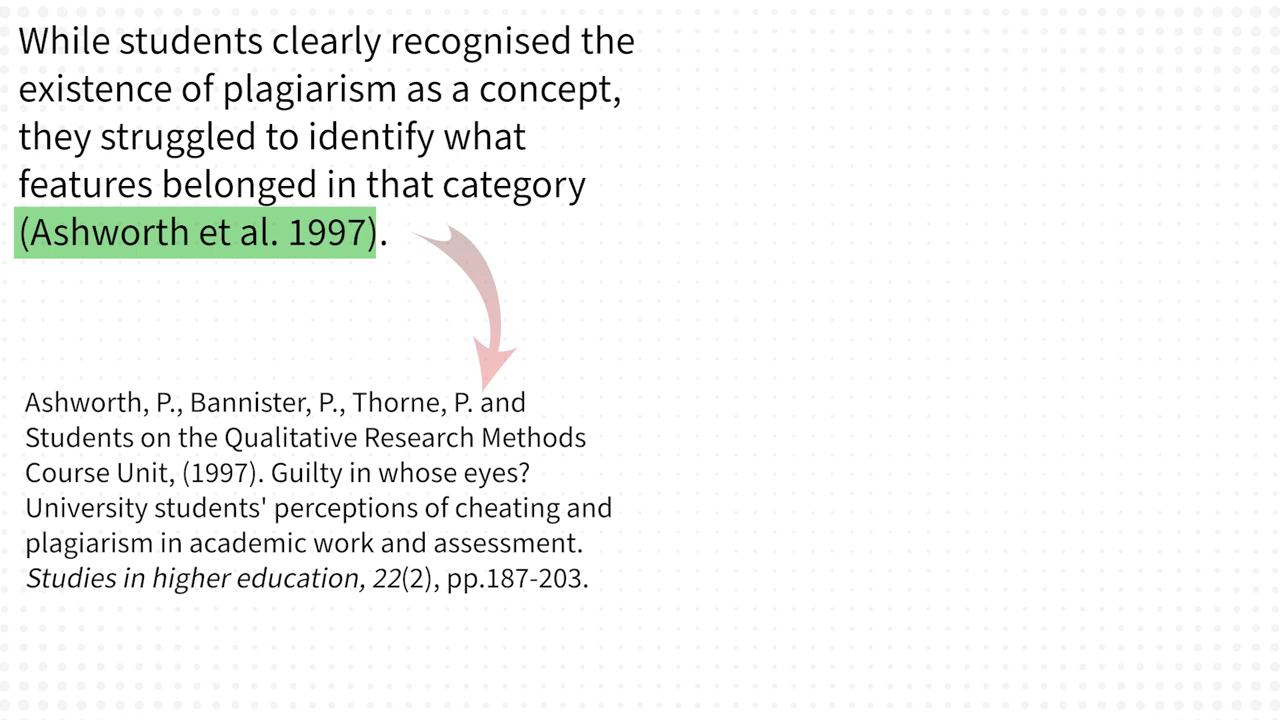 While students clearly recognised the
existence of plagiarism as a concept,
they struggled to identify what
features belonged in that category
(Ashworth et al. 1997).
Ashworth, P., Bannister, P., Thorne, P. and
Students on the Qualitative Research Methods
Course Unit, (1997). Guilty in whose eyes?
University students' perceptions of cheating and
plagiarism in academic work and assessment.
Studies in higher education, 22(2), pp.187-203.